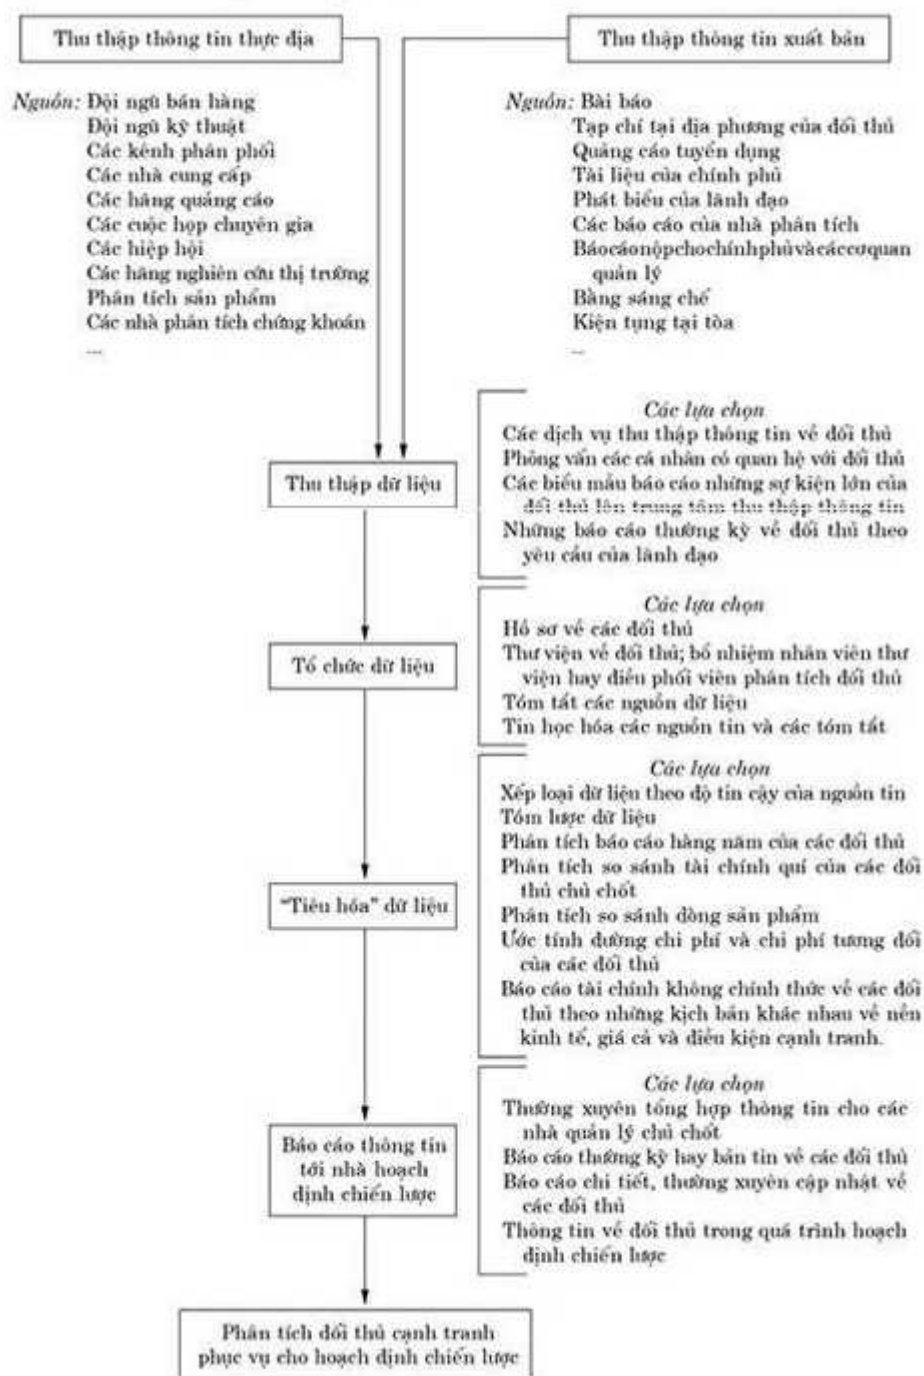 Thu thập thông tin thực địa
Thu thập thông tin xuất bản
Nguồn: Đội ngũ bán hàng
Đội ngũ kỹ thuật
Các kênh phân phối
Các nhà cung cấp
Các hãng quảng cáo
Các cuộc họp chuyên gia
Các hiệp hội
Các hãng nghiên cứu thị trường
Phân tích sản phẩm
Các nhà phân tích chứng khoán
...
Nguồn: Bài báo
Tạp chí tại địa phương của đối thủ
Quảng cáo tuyển dụng
Tài liệu của chính phủ
Phát biểu của lãnh đạo
Các báo cáo của nhà phân tích
Báocáonộpchochínhphủvàcáccơquan
quản lý
Bằng sáng chế
Kiện tụng tại tòa
...
Thu thập dữ liệu
Các lựa chọn
Các dịch vụ thu thập thông tin về đối thủ
Phỏng vấn các cá nhân có quan hệ với đối thủ
Các biểu mẫu báo cáo những sự kiện lớn của
đối thủ lên trung tâm thu thập thông tin
Những báo cáo thường kỳ về đối thủ theo
yêu cầu của lãnh đạo
Tổ chức dữ liệu
Các lựa chọn
Hồ sơ về các đối thủ
Thư viện về đối thủ; bổ nhiệm nhân viên thư
viện hay điều phối viên phân tích đối thủ
Tóm tắt các nguồn dữ liệu
Tin học hóa các nguồn tin và các tóm tắt
"Tiêu hóa" dữ liệu
Các lựa chọn
Xếp loại dữ liệu theo độ tin cậy của nguồn tin
Tóm lược dữ liệu
Phân tích báo cáo hàng năm của các đối thủ
Phân tích so sánh tài chính quí của các đối
thủ chủ chốt
Phân tích so sánh dòng sản phẩm
Ước tính đường chi phí và chi phí tương đối
của các đối thủ
Báo cáo tài chính không chính thức về các đối
thủ theo những kịch bản khác nhau về nền
kinh tế, giá cả và điều kiện cạnh tranh.
Báo cáo thông tin
tới nhà hoạch
định chiến lược
Các lựa chọn
Thường xuyên tổng hợp thông tin cho các
nhà quản lý chủ chốt
Báo cáo thường kỳ hay bản tin về các đối thủ
Báo cáo chi tiết, thường xuyên cập nhật về
các đối thủ
Thông tin về đối thủ trong quá trình hoạch
định chiến lược
Phân tích đối thủ cạnh tranh
phục vụ cho hoạch định chiến lược